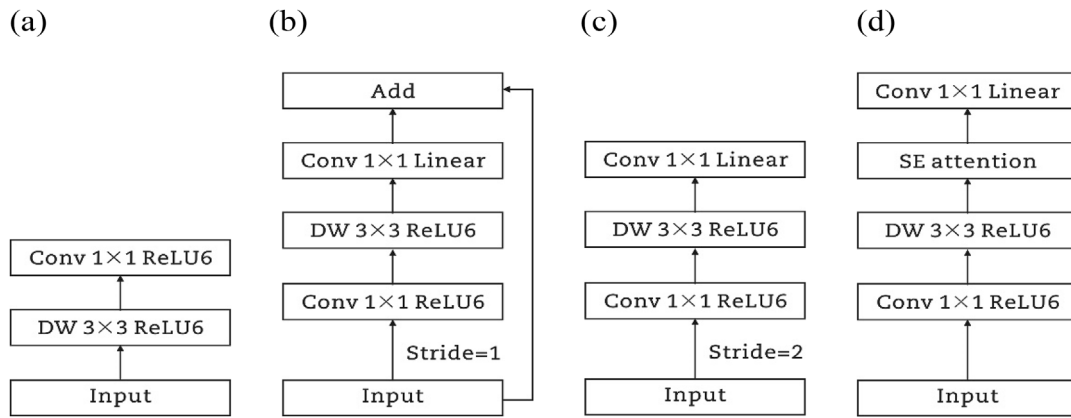 (a)
Conv 1×1 ReLU6
DW 3×3 ReLU6
Input
(b)
Add
Conv 1×1 Linear
DW 3×3 ReLU6
Conv 1×1 ReLU6
Stride=1
Input
(c)
Conv 1×1 Linear
DW 3×3 ReLU6
Conv 1×1 ReLU6
Stride=2
Input
(d)
Conv 1×1 Linear
SE attention
DW 3×3 ReLU6
Conv 1×1 ReLU6
Input